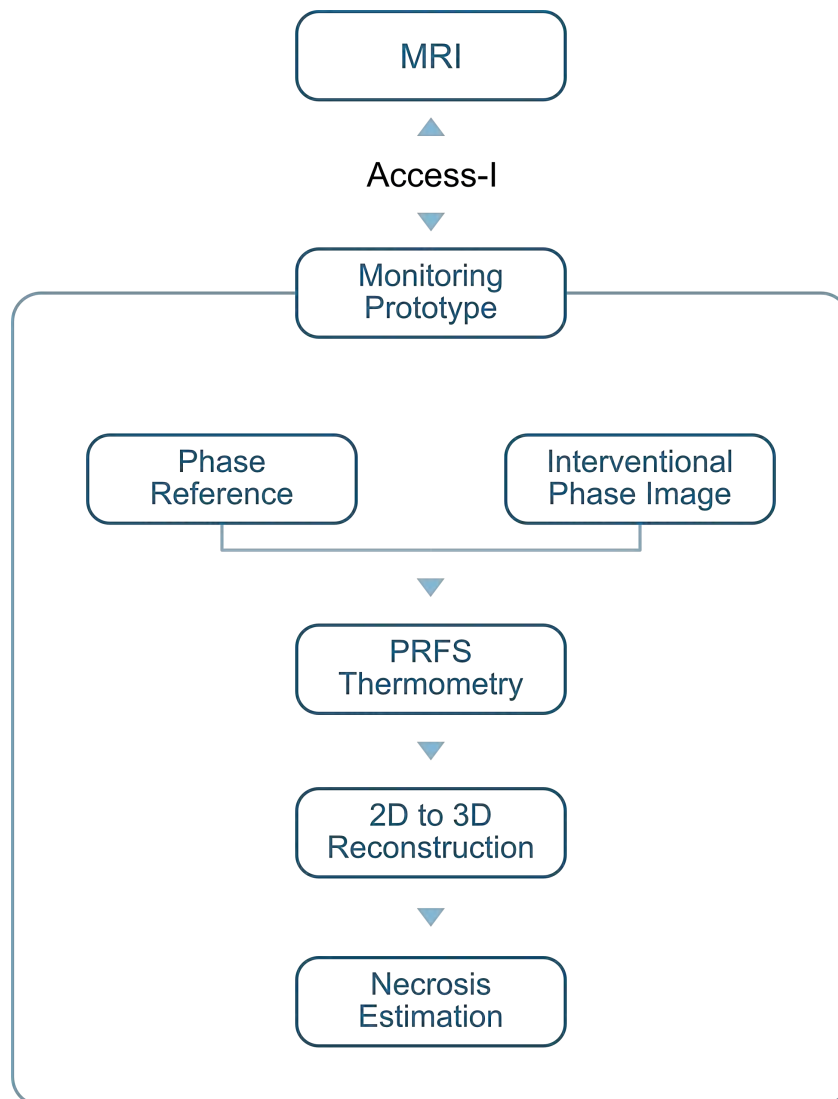 MRI
Access-I
Monitoring
Prototype
Phase
Reference
Interventional
Phase Image
PRFS
Thermometry
2D to 3D
Reconstruction
Necrosis
Estimation